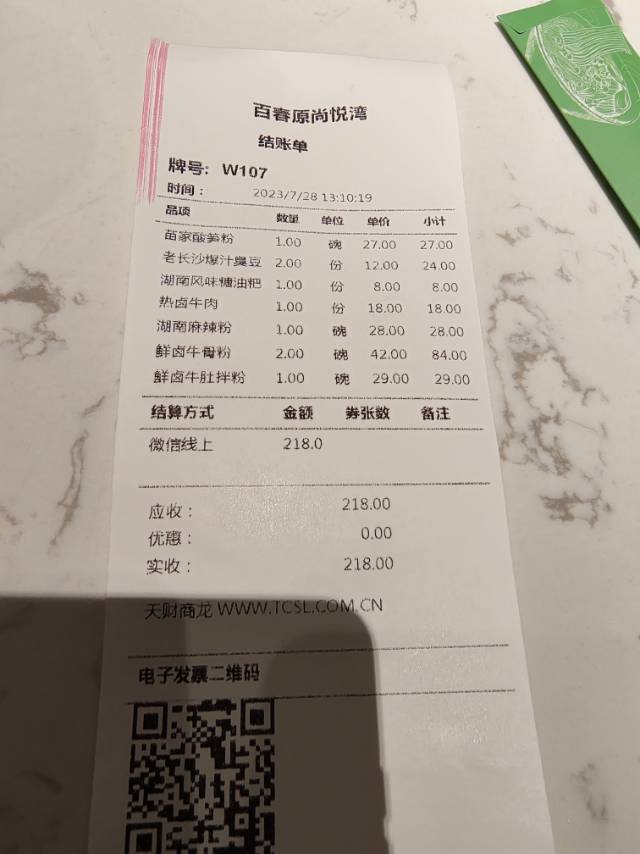 百春原尚悦湾
结账单
牌号: W107
时间： 2023/7/28 13:10:19
品项 数量 单位 单价 小计
苗家酸笋粉 1.00 碗 27.00 27.00
老长沙爆汁臭豆 2.00 份 12.00 24.00
湖南风味糖油粑 1.00 份 8.00 8.00
热卤牛肉 1.00 份 18.00 18.00
湖南麻辣粉 1.00 碗 28.00 28.00
鲜卤牛骨粉 2.00 碗 42.00 84.00
鲜卤牛肚拌粉 1.00 碗 29.00 29.00
结算方式 金额 券张数 备注
微信线上 218.0
应收： 218.00
优惠： 0.00
实收： 218.00
天财商龙 WWW.TCSL.COM.CN
电子发票二维码